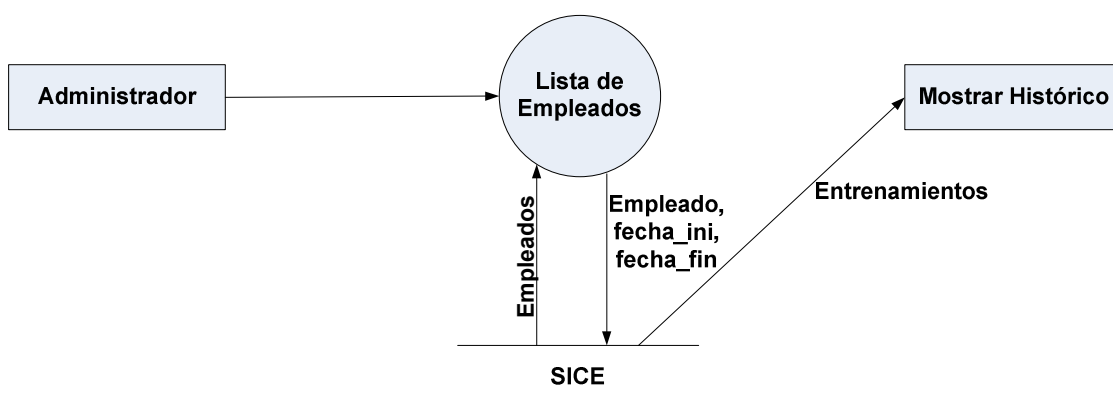 Administrador
Lista de
Empleados
Mostrar Histórico
Empleados
Empleado,
fecha_ini,
fecha_fin
Entrenamientos
SICE